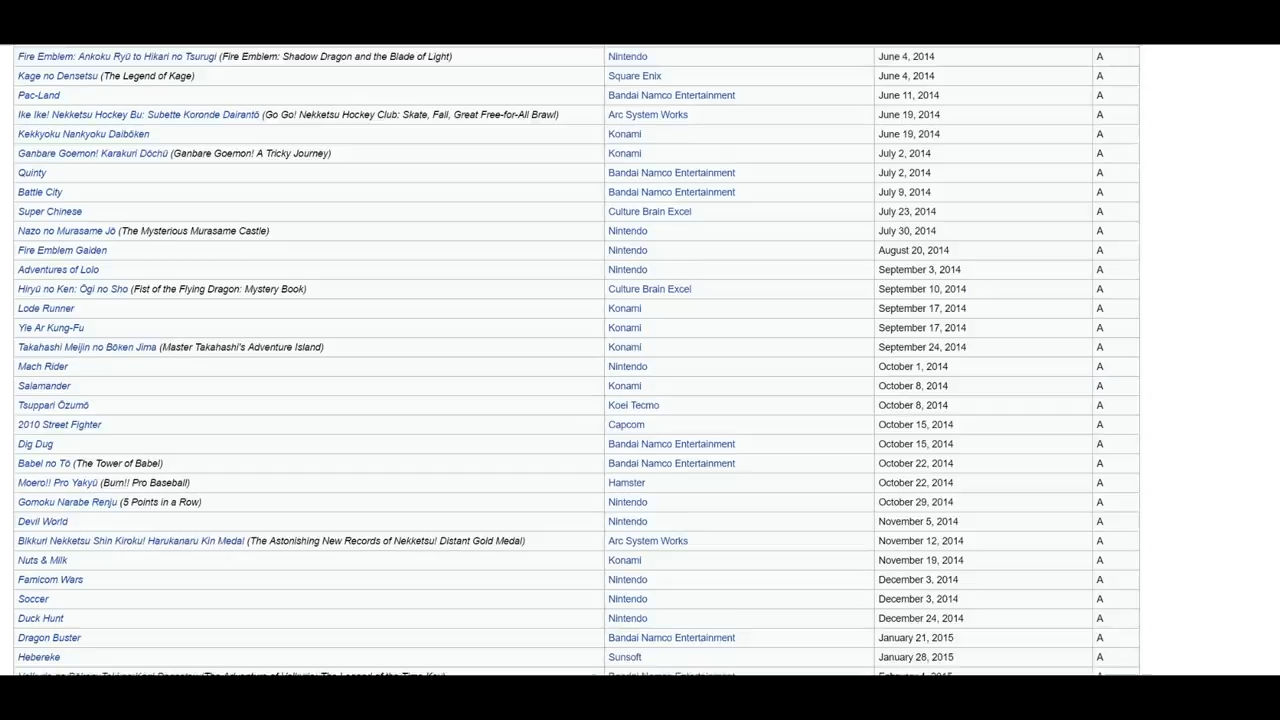 Fire Emblem: Ankoku Ryū to Hikari no Tsurugi (Fire Emblem: Shadow Dragon and the Blade of Light) Nintendo June 4, 2014 A
Kage no Densetsu (The Legend of Kage) Square Enix June 4, 2014 A
Pac-Land Bandai Namco Entertainment June 11, 2014 A
Ike Ike! Nekketsu Hockey Bu: Subette Koronde Dairantō (Go Go! Nekketsu Hockey Club: Skate, Fall, Great Free-for-All Brawl) Arc System Works June 19, 2014 A
Kekkyoku Nankyoku Daibōken Konami June 19, 2014 A
Ganbare Goemon! Karakuri Dōchū (Ganbare Goemon! A Tricky Journey) Konami July 2, 2014 A
Quinty Bandai Namco Entertainment July 2, 2014 A
Battle City Bandai Namco Entertainment July 9, 2014 A
Super Chinese Culture Brain Excel July 23, 2014 A
Nazo no Murasame Jō (The Mysterious Murasame Castle) Nintendo July 30, 2014 A
Fire Emblem Gaiden Nintendo August 20, 2014 A
Adventures of Lolo Nintendo September 3, 2014 A
Hiryū no Ken: Ōgi no Sho (Fist of the Flying Dragon: Mystery Book) Culture Brain Excel September 10, 2014 A
Lode Runner Konami September 17, 2014 A
Yie Ar Kung-Fu Konami September 17, 2014 A
Takahashi Meijin no Bōken Jima (Master Takahashi's Adventure Island) Konami September 24, 2014 A
Mach Rider Nintendo October 1, 2014 A
Salamander Konami October 8, 2014 A
Tsuppari Ōzumō Koei Tecmo October 8, 2014 A
2010 Street Fighter Capcom October 15, 2014 A
Dig Dug Bandai Namco Entertainment October 15, 2014 A
Babel no Tō (The Tower of Babel) Bandai Namco Entertainment October 22, 2014 A
Moero!! Pro Yakyū (Burn!! Pro Baseball) Hamster October 22, 2014 A
Gomoku Narabe Renju (5 Points in a Row) Nintendo October 29, 2014 A
Devil World Nintendo November 5, 2014 A
Bikkuri Nekketsu Shin Kiroku! Harukanaru Kin Medal (The Astonishing New Records of Nekketsu! Distant Gold Medal) Arc System Works November 12, 2014 A
Nuts & Milk Konami November 19, 2014 A
Famicom Wars Nintendo December 3, 2014 A
Soccer Nintendo December 3, 2014 A
Duck Hunt Nintendo December 24, 2014 A
Dragon Buster Bandai Namco Entertainment January 21, 2015 A
Hebereke Sunsoft January 28, 2015 A